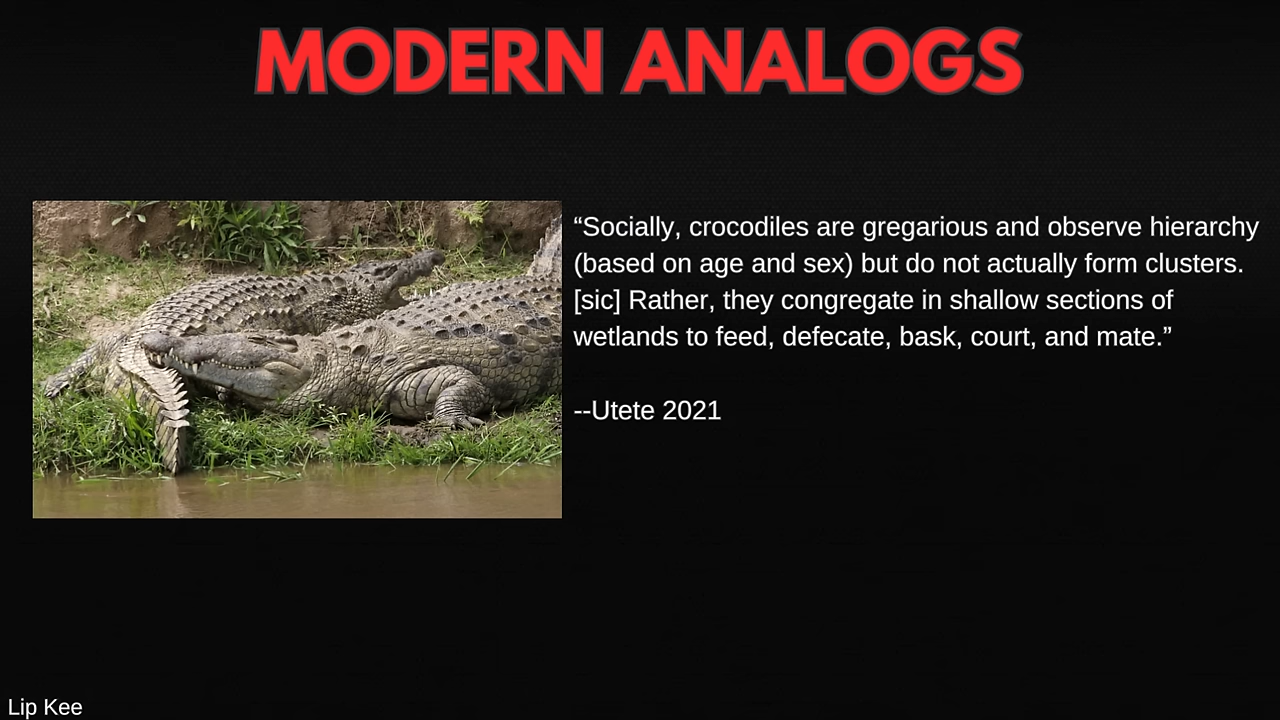 MODERN ANALOGS
“Socially, crocodiles are gregarious and observe hierarchy
(based on age and sex) but do not actually form clusters.
[sic] Rather, they congregate in shallow sections of
wetlands to feed, defecate, bask, court, and mate.”
--Utete 2021
Lip Kee